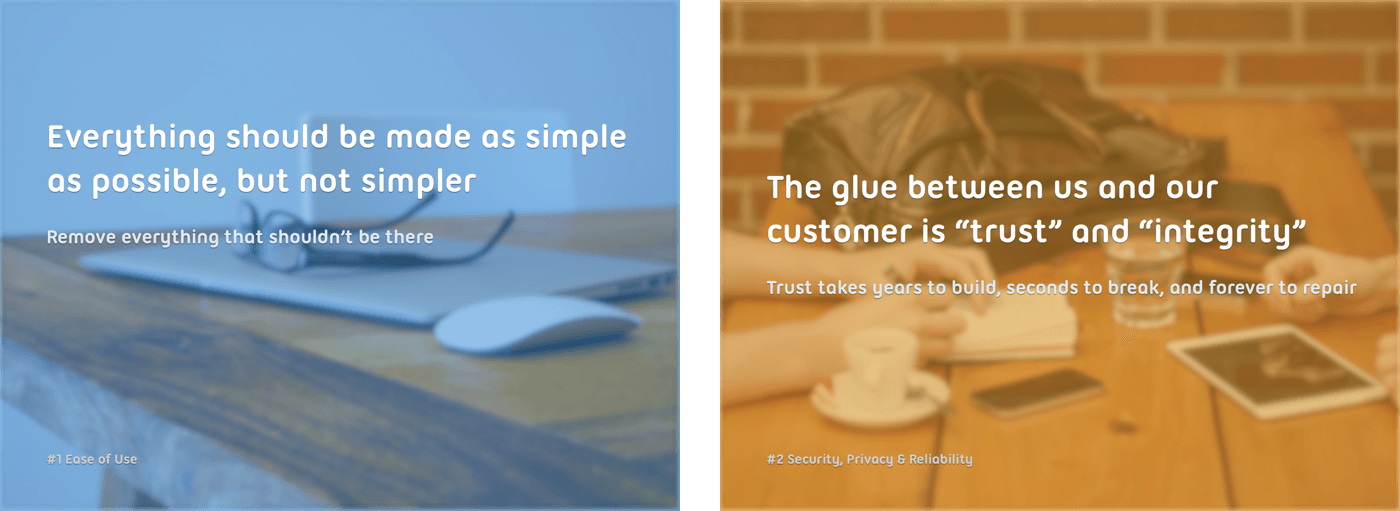 Everything should be made as simple
as possible, but not simpler
Remove everything that shouldn’t be there
#1 Ease of Use
The glue between us and our
customer is “trust” and “integrity”
Trust takes years to build, seconds to break, and forever to repair
#2 Security, Privacy & Reliability